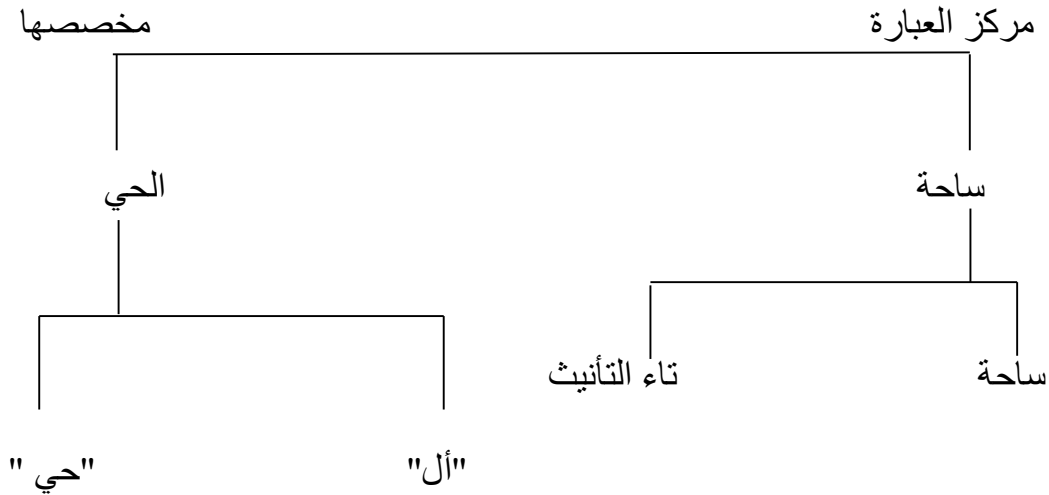 مركز العبارة مخصصها
ساحة الحي
ساحة تاء التأنيث
"أل" "حي "